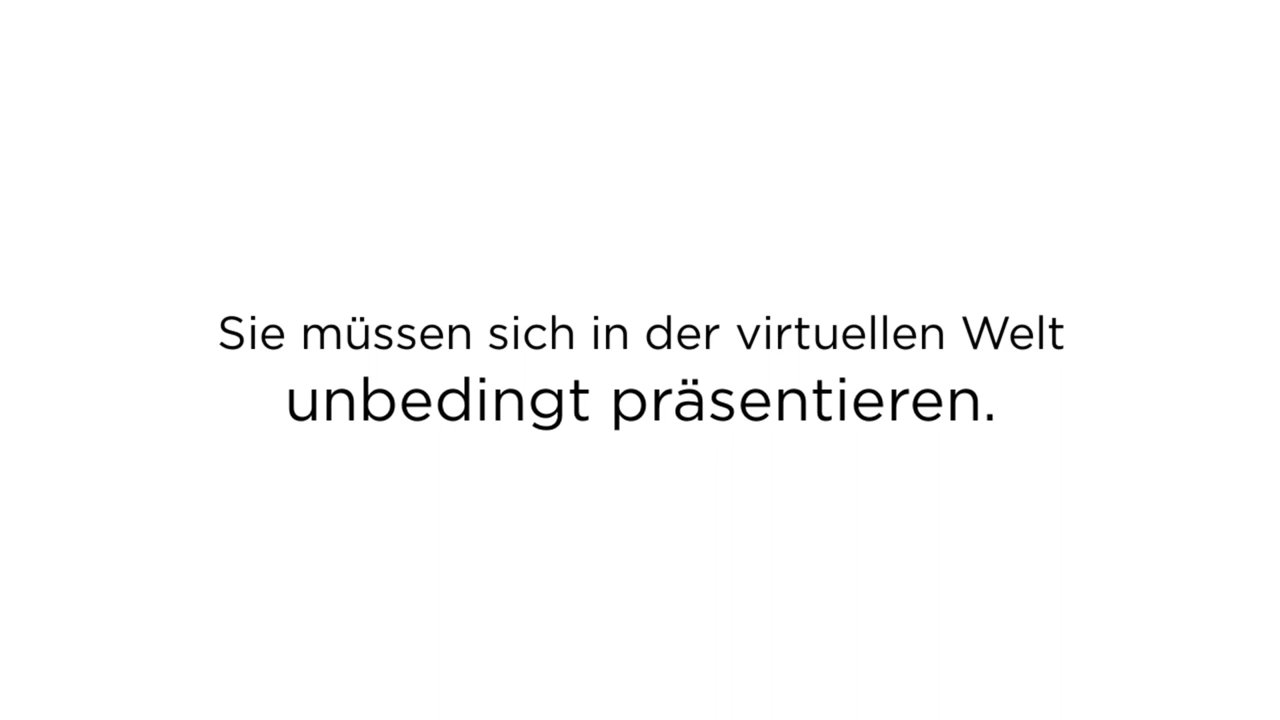 Sie müssen sich in der virtuellen Welt
unbedingt präsentieren.